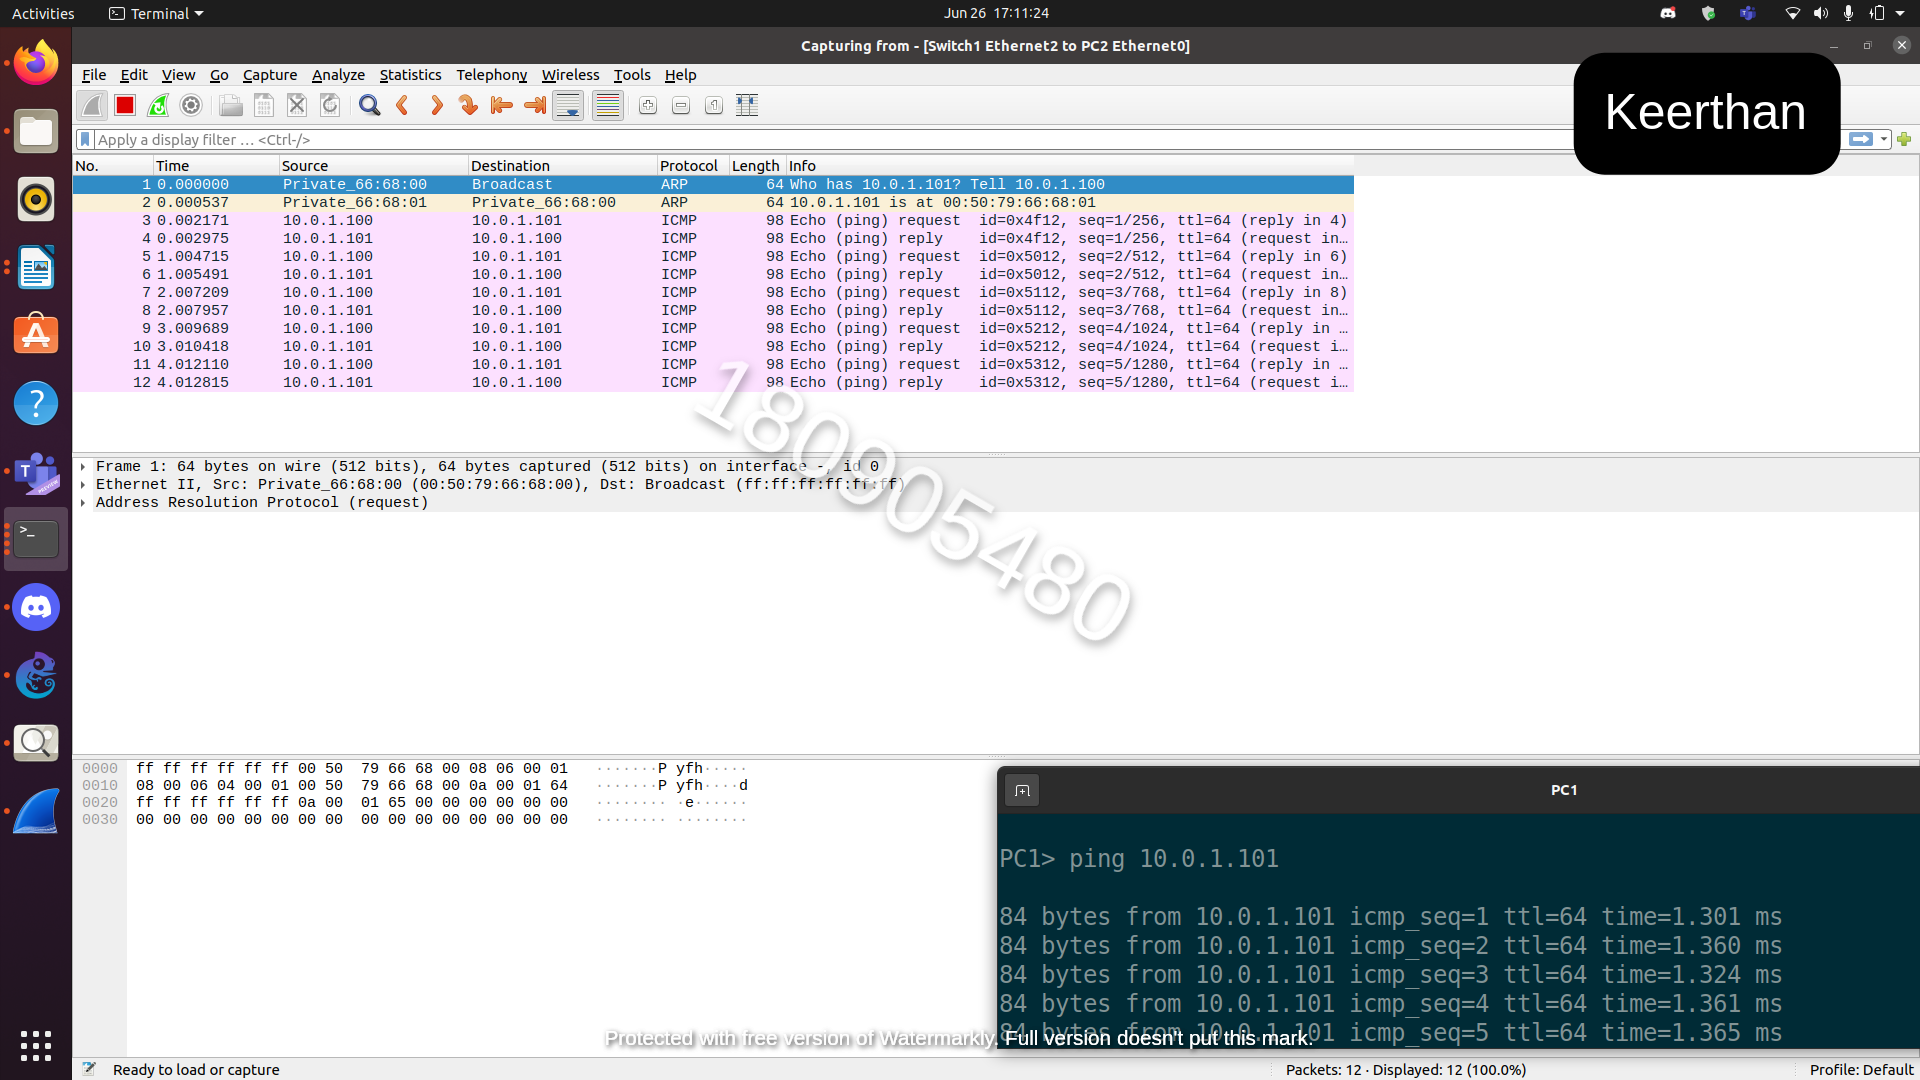 Activities Terminal Jun 26 17:11:24
Capturing from - [Switch1 Ethernet2 to PC2 Ethernet0]
File Edit View Go Capture Analyze Statistics Telephony Wireless Tools Help
Keerthan
Apply a display filter … <Ctrl-/>
No. Time Source Destination Protocol Length Info
1 0.000000 Private_66:68:00 Broadcast ARP 64 Who has 10.0.1.101? Tell 10.0.1.100
2 0.000537 Private_66:68:01 Private_66:68:00 ARP 64 10.0.1.101 is at 00:50:79:66:68:01
3 0.002171 10.0.1.100 10.0.1.101 ICMP 98 Echo (ping) request id=0x4f12, seq=1/256, ttl=64 (reply in 4)
4 0.002975 10.0.1.101 10.0.1.100 ICMP 98 Echo (ping) reply id=0x4f12, seq=1/256, ttl=64 (request in…
5 1.004715 10.0.1.100 10.0.1.101 ICMP 98 Echo (ping) request id=0x5012, seq=2/512, ttl=64 (reply in 6)
6 1.005491 10.0.1.101 10.0.1.100 ICMP 98 Echo (ping) reply id=0x5012, seq=2/512, ttl=64 (request in…
7 2.007209 10.0.1.100 10.0.1.101 ICMP 98 Echo (ping) request id=0x5112, seq=3/768, ttl=64 (reply in 8)
8 2.007957 10.0.1.101 10.0.1.100 ICMP 98 Echo (ping) reply id=0x5112, seq=3/768, ttl=64 (request in…
9 3.009689 10.0.1.100 10.0.1.101 ICMP 98 Echo (ping) request id=0x5212, seq=4/1024, ttl=64 (reply in …
10 3.010418 10.0.1.101 10.0.1.100 ICMP 98 Echo (ping) reply id=0x5212, seq=4/1024, ttl=64 (request i…
11 4.012110 10.0.1.100 10.0.1.101 ICMP 98 Echo (ping) request id=0x5312, seq=5/1280, ttl=64 (reply in …
12 4.012815 10.0.1.101 10.0.1.100 ICMP 98 Echo (ping) reply id=0x5312, seq=5/1280, ttl=64 (request i…
180905480
Frame 1: 64 bytes on wire (512 bits), 64 bytes captured (512 bits) on interface -, id 0
Ethernet II, Src: Private_66:68:00 (00:50:79:66:68:00), Dst: Broadcast (ff:ff:ff:ff:ff:ff)
Address Resolution Protocol (request)
0000 ff ff ff ff ff ff 00 50 79 66 68 00 08 06 00 01 ·······P yfh·····
0010 08 00 06 04 00 01 00 50 79 66 68 00 0a 00 01 64 ·······P yfh····d
0020 ff ff ff ff ff ff 0a 00 01 65 00 00 00 00 00 00 ········ ·e······
0030 00 00 00 00 00 00 00 00 00 00 00 00 00 00 00 00 ········ ········
PC1
PC1> ping 10.0.1.101
84 bytes from 10.0.1.101 icmp_seq=1 ttl=64 time=1.301 ms
84 bytes from 10.0.1.101 icmp_seq=2 ttl=64 time=1.360 ms
84 bytes from 10.0.1.101 icmp_seq=3 ttl=64 time=1.324 ms
84 bytes from 10.0.1.101 icmp_seq=4 ttl=64 time=1.361 ms
84 bytes from 10.0.1.101 icmp_seq=5 ttl=64 time=1.365 ms
Protected with free version of Watermarkly. Full version doesn't put this mark.
Ready to load or capture Packets: 12 · Displayed: 12 (100.0%) Profile: Default